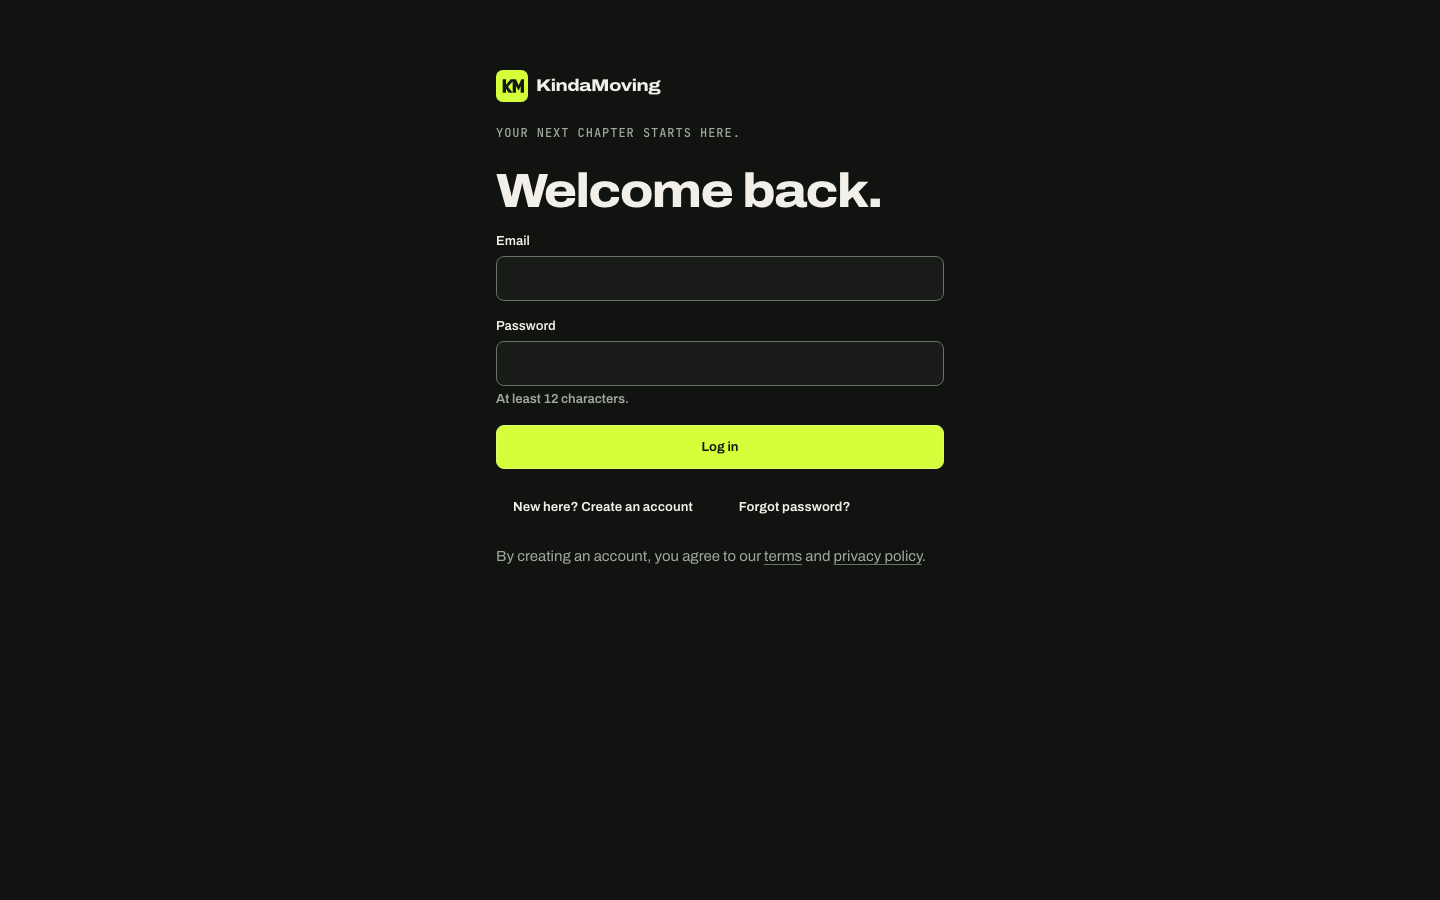 KM KindaMoving
YOUR NEXT CHAPTER STARTS HERE.
Welcome back.
Email
Password
At least 12 characters.
Log in
New here? Create an account Forgot password?
By creating an account, you agree to our terms and privacy policy.